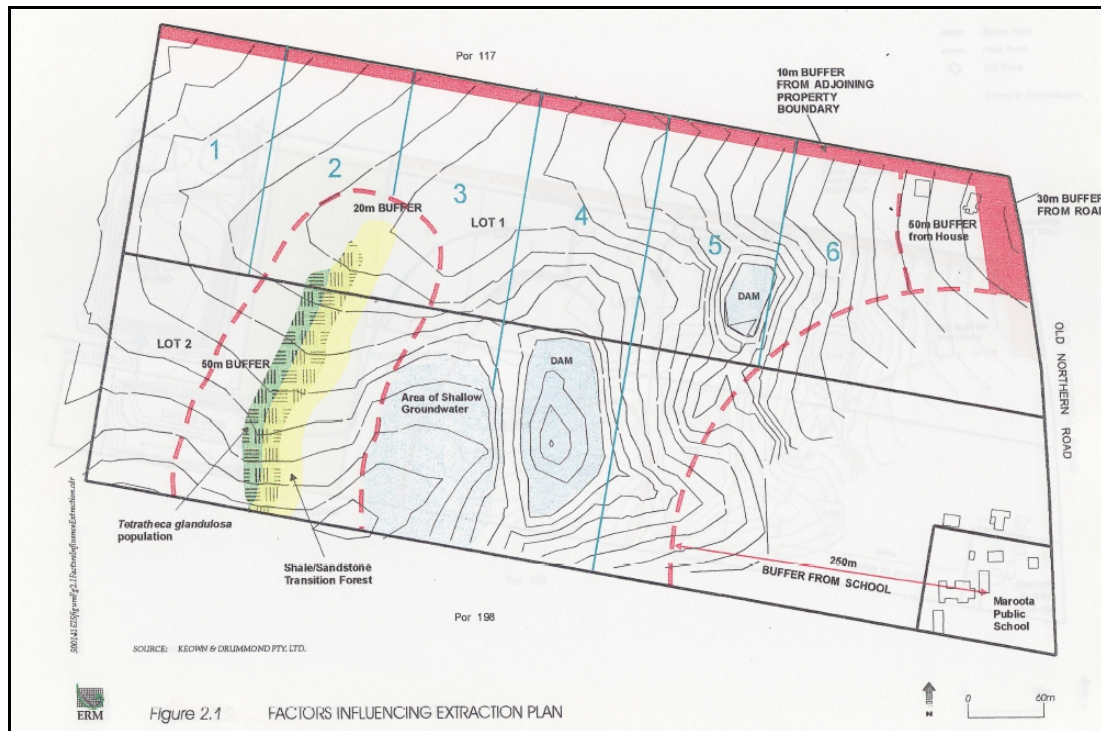 Por 117
10m BUFFER
FROM ADJOINING
PROPERTY
BOUNDARY
1
2
3
4
5
6
20m BUFFER
LOT 1
50m BUFFER
from House
30m BUFFER
FROM ROAD
DAM
LOT 2
50m BUFFER
DAM
Area of Shallow
Groundwater
OLD NORTHERN ROAD
Tetratheca glandulosa
population
Shale/Sandstone
Transition Forest
250m
BUFFER FROM SCHOOL
Maroota
Public
School
Por 198
SOURCE: KEOWN & DRUMMOND PTY. LTD.
ERM
Figure 2.1 FACTORS INFLUENCING EXTRACTION PLAN
N
0 60m